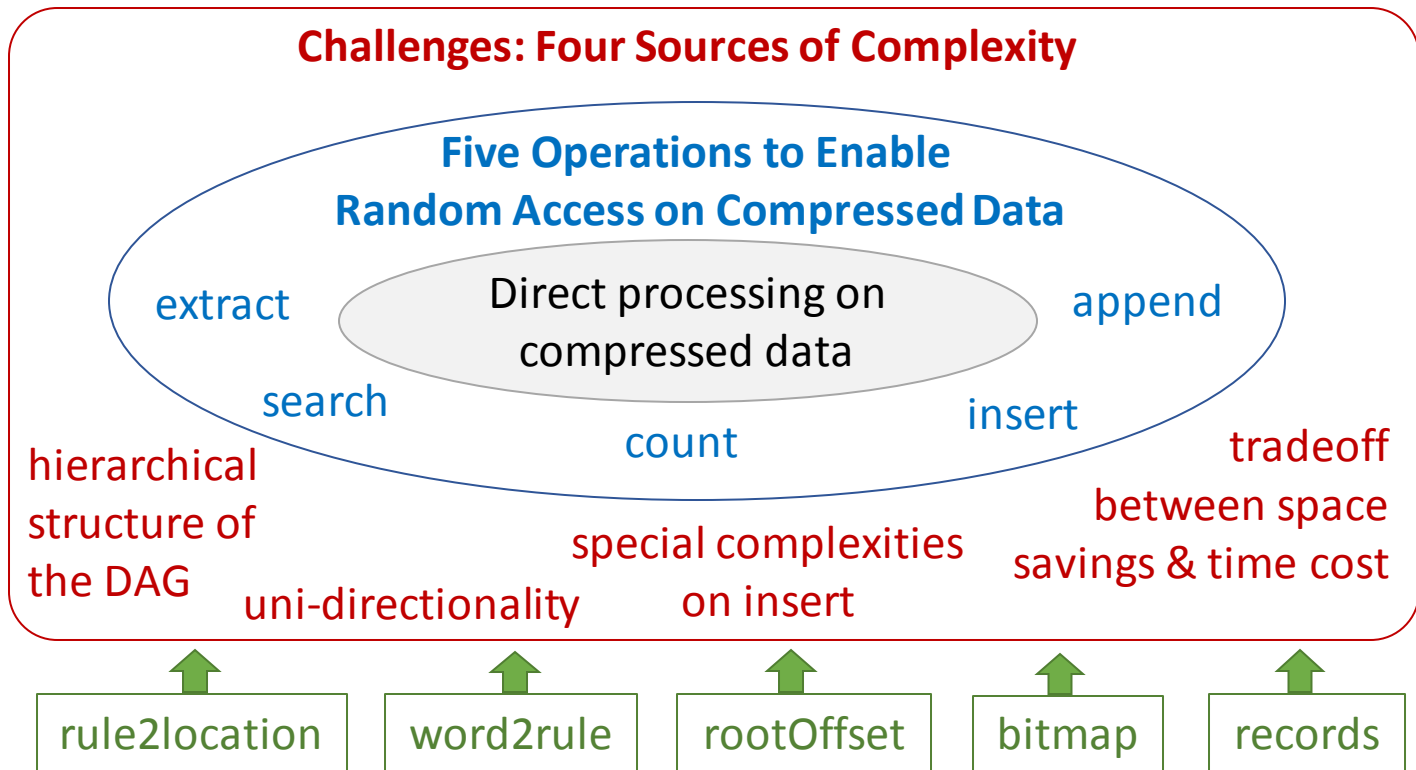 Challenges: Four Sources of Complexity
Five Operations to Enable
Random Access on Compressed Data
Direct processing on
compressed data
extract
search
count
insert
append
hierarchical
structure of
the DAG
uni-directionality
special complexities
on insert
tradeoff
between space
savings & time cost
rule2location
word2rule
rootOffset
bitmap
records